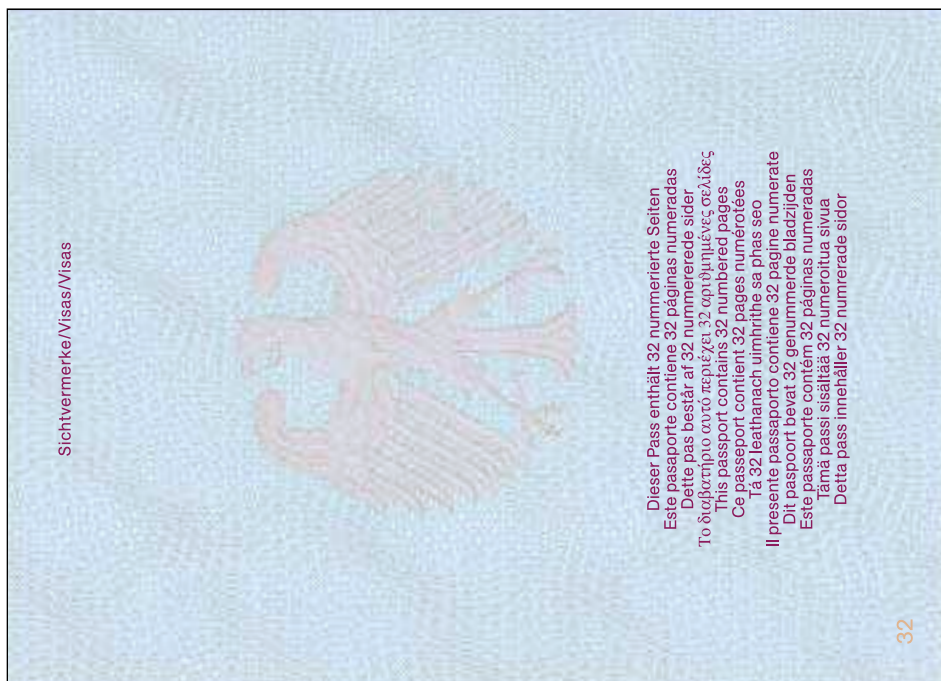 Sichtvermerke/Visas/Visas
Dieser Pass enthält 32 nummerierte Seiten
Este pasaporte contiene 32 páginas numeradas
Dette pas består af 32 nummererede sider
Το διαβατήριο αυτό περιέχει 32 αριθμημένες σελίδες
This passport contains 32 numbered pages
Ce passeport contient 32 pages numérotées
Tá 32 leathanach uimhrithe sa phas seo
Il presente passaporto contiene 32 pagine numerate
Dit paspoort bevat 32 genummerde bladzijden
Este passaporte contém 32 páginas numeradas
Tämä passi sisältää 32 numeroitua sivua
Detta pass innehåller 32 numrerade sidor
32